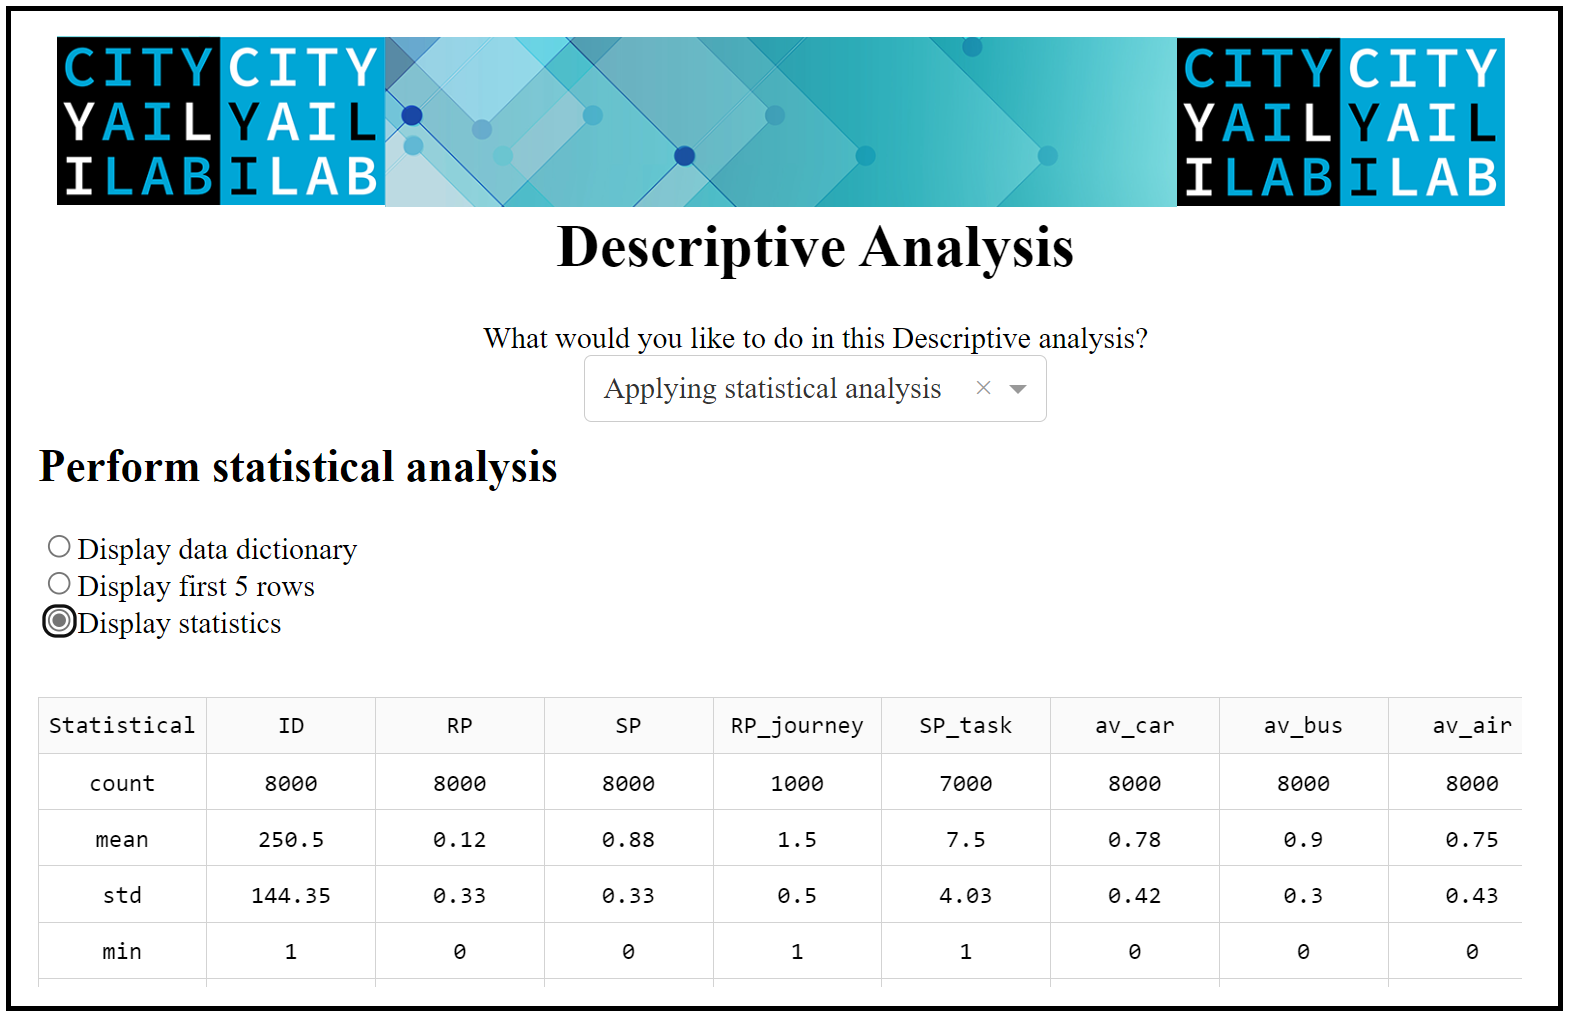 CITY CITY CITY CITY
YAIL YAIL YAIL YAIL
ILAB ILAB ILAB ILAB
Descriptive Analysis
What would you like to do in this Descriptive analysis?
Applying statistical analysis ×
Perform statistical analysis
Display data dictionary
Display first 5 rows
Display statistics
Statistical ID RP SP RP_journey SP_task av_car av_bus av_air
count 8000 8000 8000 1000 7000 8000 8000 8000
mean 250.5 0.12 0.88 1.5 7.5 0.78 0.9 0.75
std 144.35 0.33 0.33 0.5 4.03 0.42 0.3 0.43
min 1 0 0 1 1 0 0 0